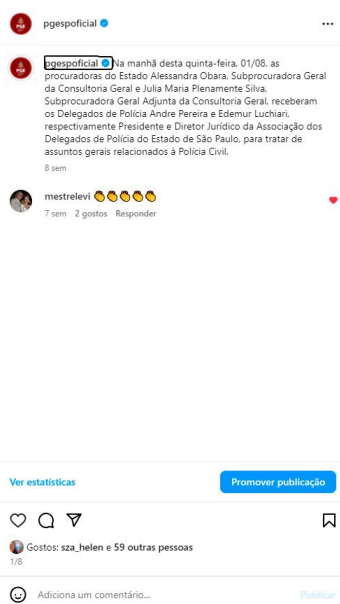 pgespoficial
pgespoficial Na manhã desta quinta-feira, 01/08, as
procuradoras do Estado Alessandra Obara, Subprocuradora Geral
da Consultoria Geral e Julia Maria Plenamente Silva,
Subprocuradora Geral Adjunta da Consultoria Geral, receberam
os Delegados de Polícia Andre Pereira e Edemur Luchiari,
respectivamente Presidente e Diretor Jurídico da Associação dos
Delegados de Polícia do Estado de São Paulo, para tratar de
assuntos gerais relacionados à Polícia Civil.
8 sem
mestrelevi 👏👏👏👏👏
7 sem 2 gostos Responder
Ver estatísticas Promover publicação
Gostos: sza_helen e 59 outras pessoas
1/8
Adiciona um comentário... Publicar